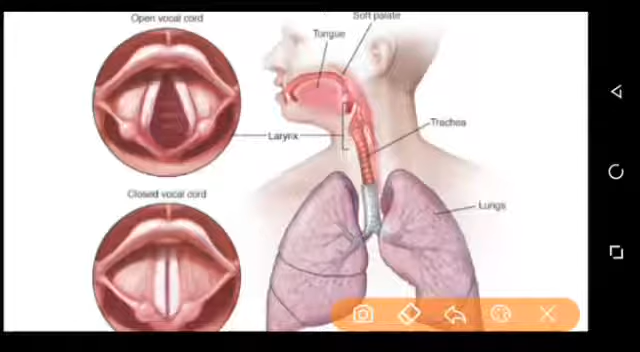 Open vocal cord
Soft palate
Tongue
Trachea
Larynx
Closed vocal cord
Lungs